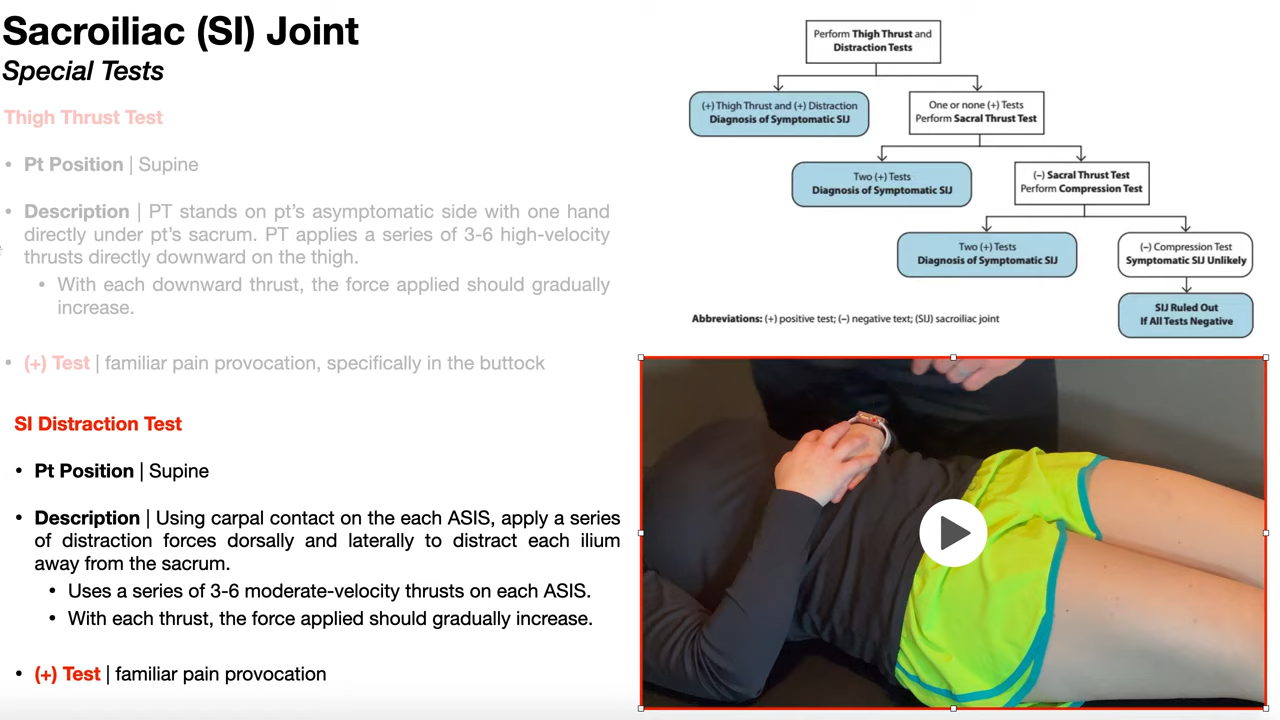 Sacroiliac (SI) Joint
Special Tests
Thigh Thrust Test
• Pt Position | Supine
• Description | PT stands on pt's asymptomatic side with one hand
directly under pt's sacrum. PT applies a series of 3-6 high-velocity
thrusts directly downward on the thigh.
• With each downward thrust, the force applied should gradually
increase.
• (+) Test | familiar pain provocation, specifically in the buttock
SI Distraction Test
• Pt Position | Supine
• Description | Using carpal contact on the each ASIS, apply a series
of distraction forces dorsally and laterally to distract each ilium
away from the sacrum.
• Uses a series of 3-6 moderate-velocity thrusts on each ASIS.
• With each thrust, the force applied should gradually increase.
• (+) Test | familiar pain provocation
Perform Thigh Thrust and
Distraction Tests
(+) Thigh Thrust and (+) Distraction
Diagnosis of Symptomatic SIJ
One or none (+) Tests
Perform Sacral Thrust Test
Two (+) Tests
Diagnosis of Symptomatic SIJ
(–) Sacral Thrust Test
Perform Compression Test
Two (+) Tests
Diagnosis of Symptomatic SIJ
(–) Compression Test
Symptomatic SIJ Unlikely
SIJ Ruled Out
If All Tests Negative
Abbreviations: (+) positive test; (–) negative text; (SIJ) sacroiliac joint